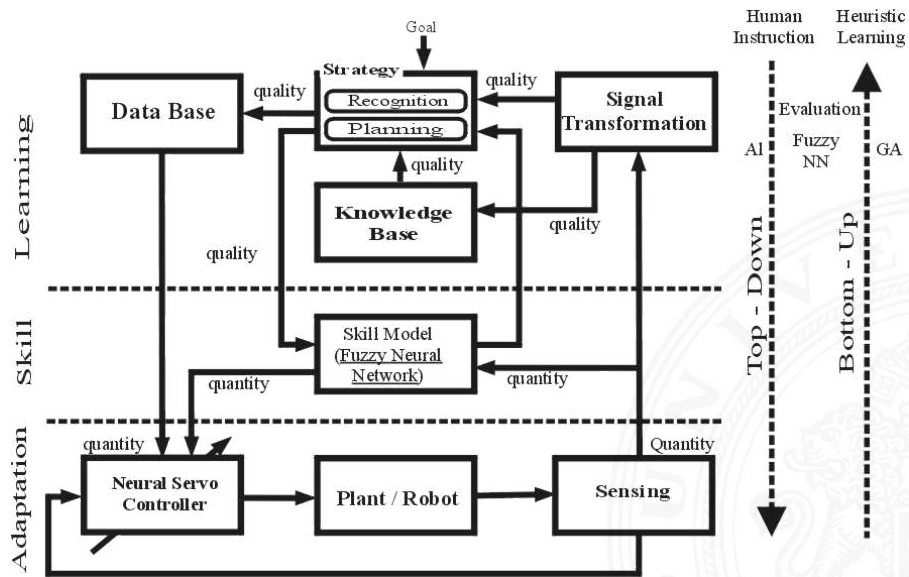 Human
Instruction
Heuristic
Learning
Goal
Strategy
Recognition
Planning
quality
quality
Data Base
Signal
Transformation
Evaluation
Fuzzy
NN
AI
GA
quality
Knowledge
Base
quality
quality
Learning
Top - Down
Bottom - Up
Skill
Skill Model
(Fuzzy Neural
Network)
quantity
quantity
Adaptation
quantity
Quantity
Neural Servo
Controller
Plant / Robot
Sensing
UNIVE